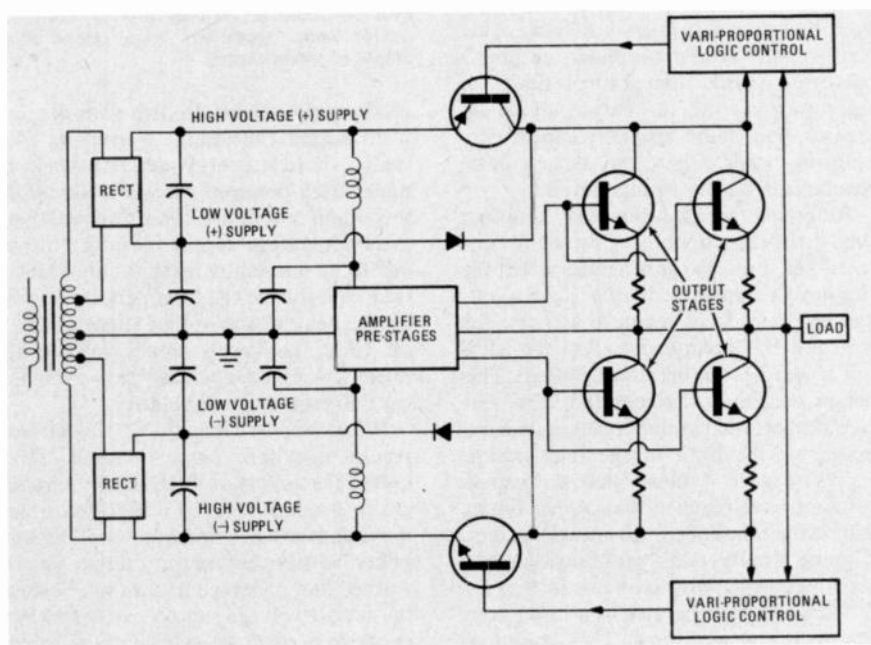 VARI-PROPORTIONAL
LOGIC CONTROL
HIGH VOLTAGE (+) SUPPLY
RECT
LOW VOLTAGE
(+) SUPPLY
AMPLIFIER
PRE-STAGES
OUTPUT
STAGES
LOAD
LOW VOLTAGE
(−) SUPPLY
RECT
HIGH VOLTAGE
(−) SUPPLY
VARI-PROPORTIONAL
LOGIC CONTROL